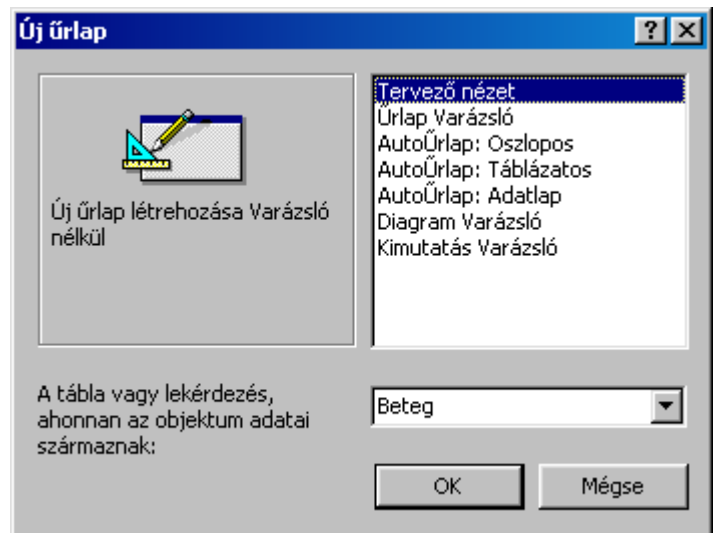 Új űrlap
Tervező nézet
Űrlap Varázsló
AutoŰrlap: Oszlopos
AutoŰrlap: Táblázatos
AutoŰrlap: Adatlap
Diagram Varázsló
Kimutatás Varázsló
Új űrlap létrehozása Varázsló
nélkül
A tábla vagy lekérdezés,
ahonnan az objektum adatai
származnak:
Beteg
OK
Mégse